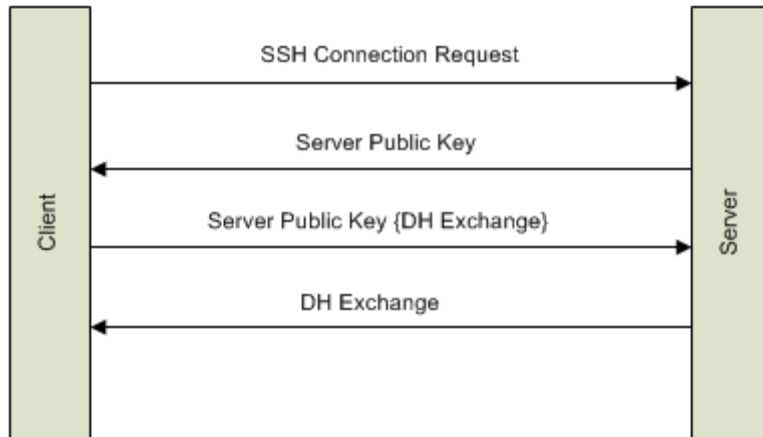 SSH Connection Request
Server Public Key
Client
Server
Server Public Key {DH Exchange}
DH Exchange